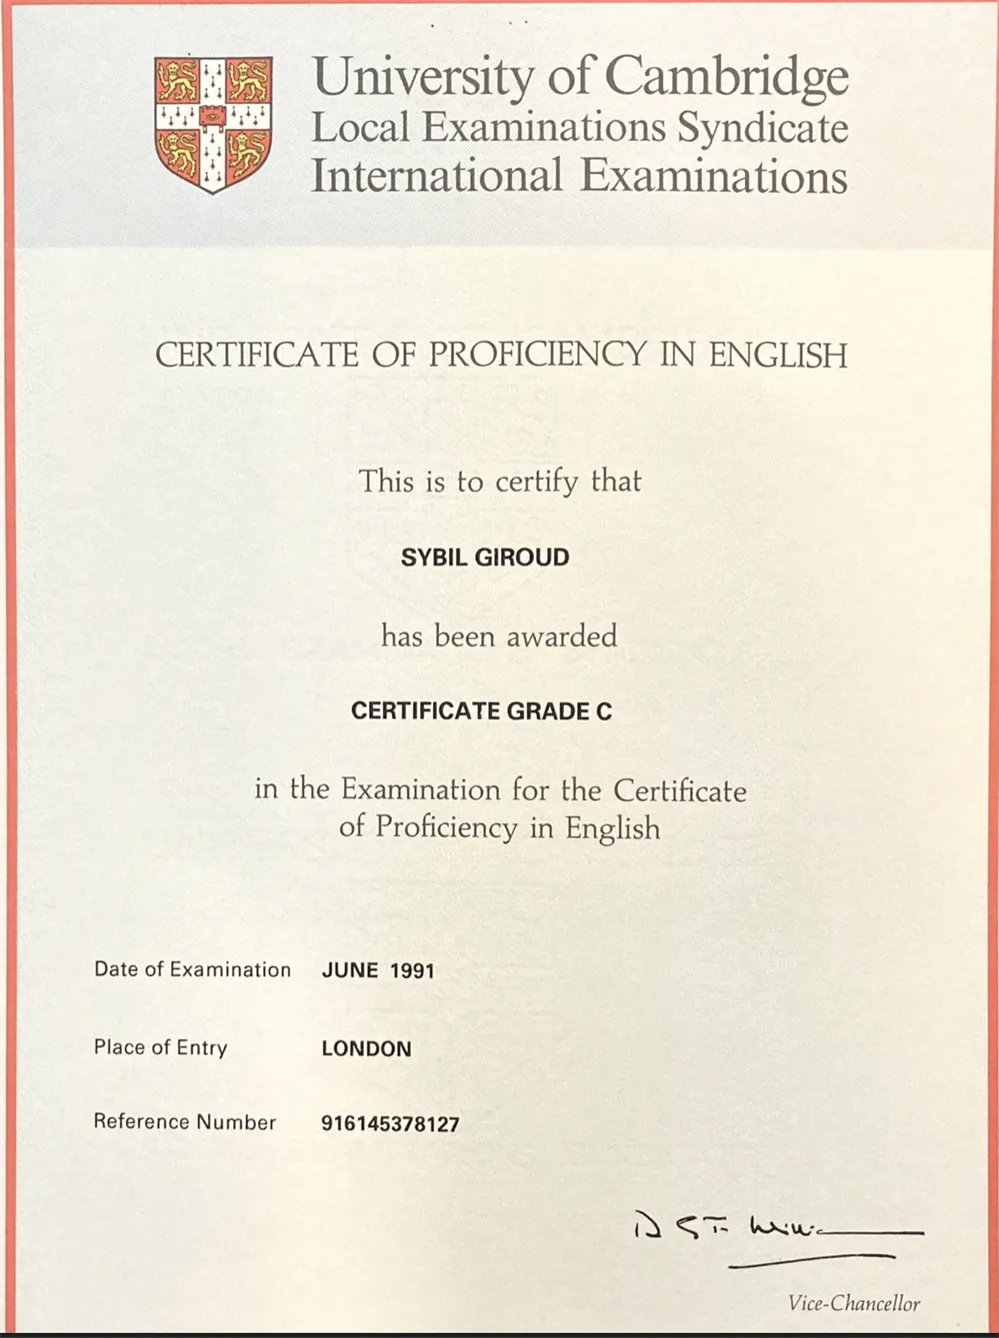 University of Cambridge
Local Examinations Syndicate
International Examinations
CERTIFICATE OF PROFICIENCY IN ENGLISH
This is to certify that
SYBIL GIROUD
has been awarded
CERTIFICATE GRADE C
in the Examination for the Certificate
of Proficiency in English
Date of Examination JUNE 1991
Place of Entry LONDON
Reference Number 916145378127
Vice-Chancellor